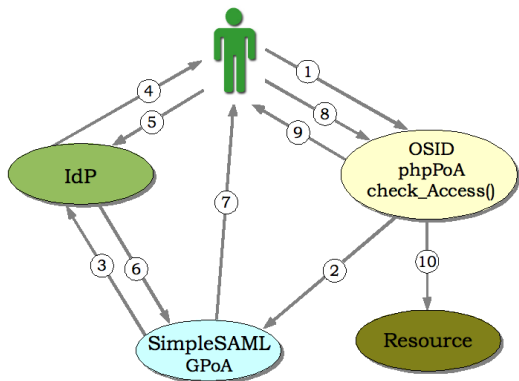 1
4
8
5
9
OSID
phpPoA
check_Access()
IdP
7
3
6
2
10
SimpleSAML
GPoA
Resource